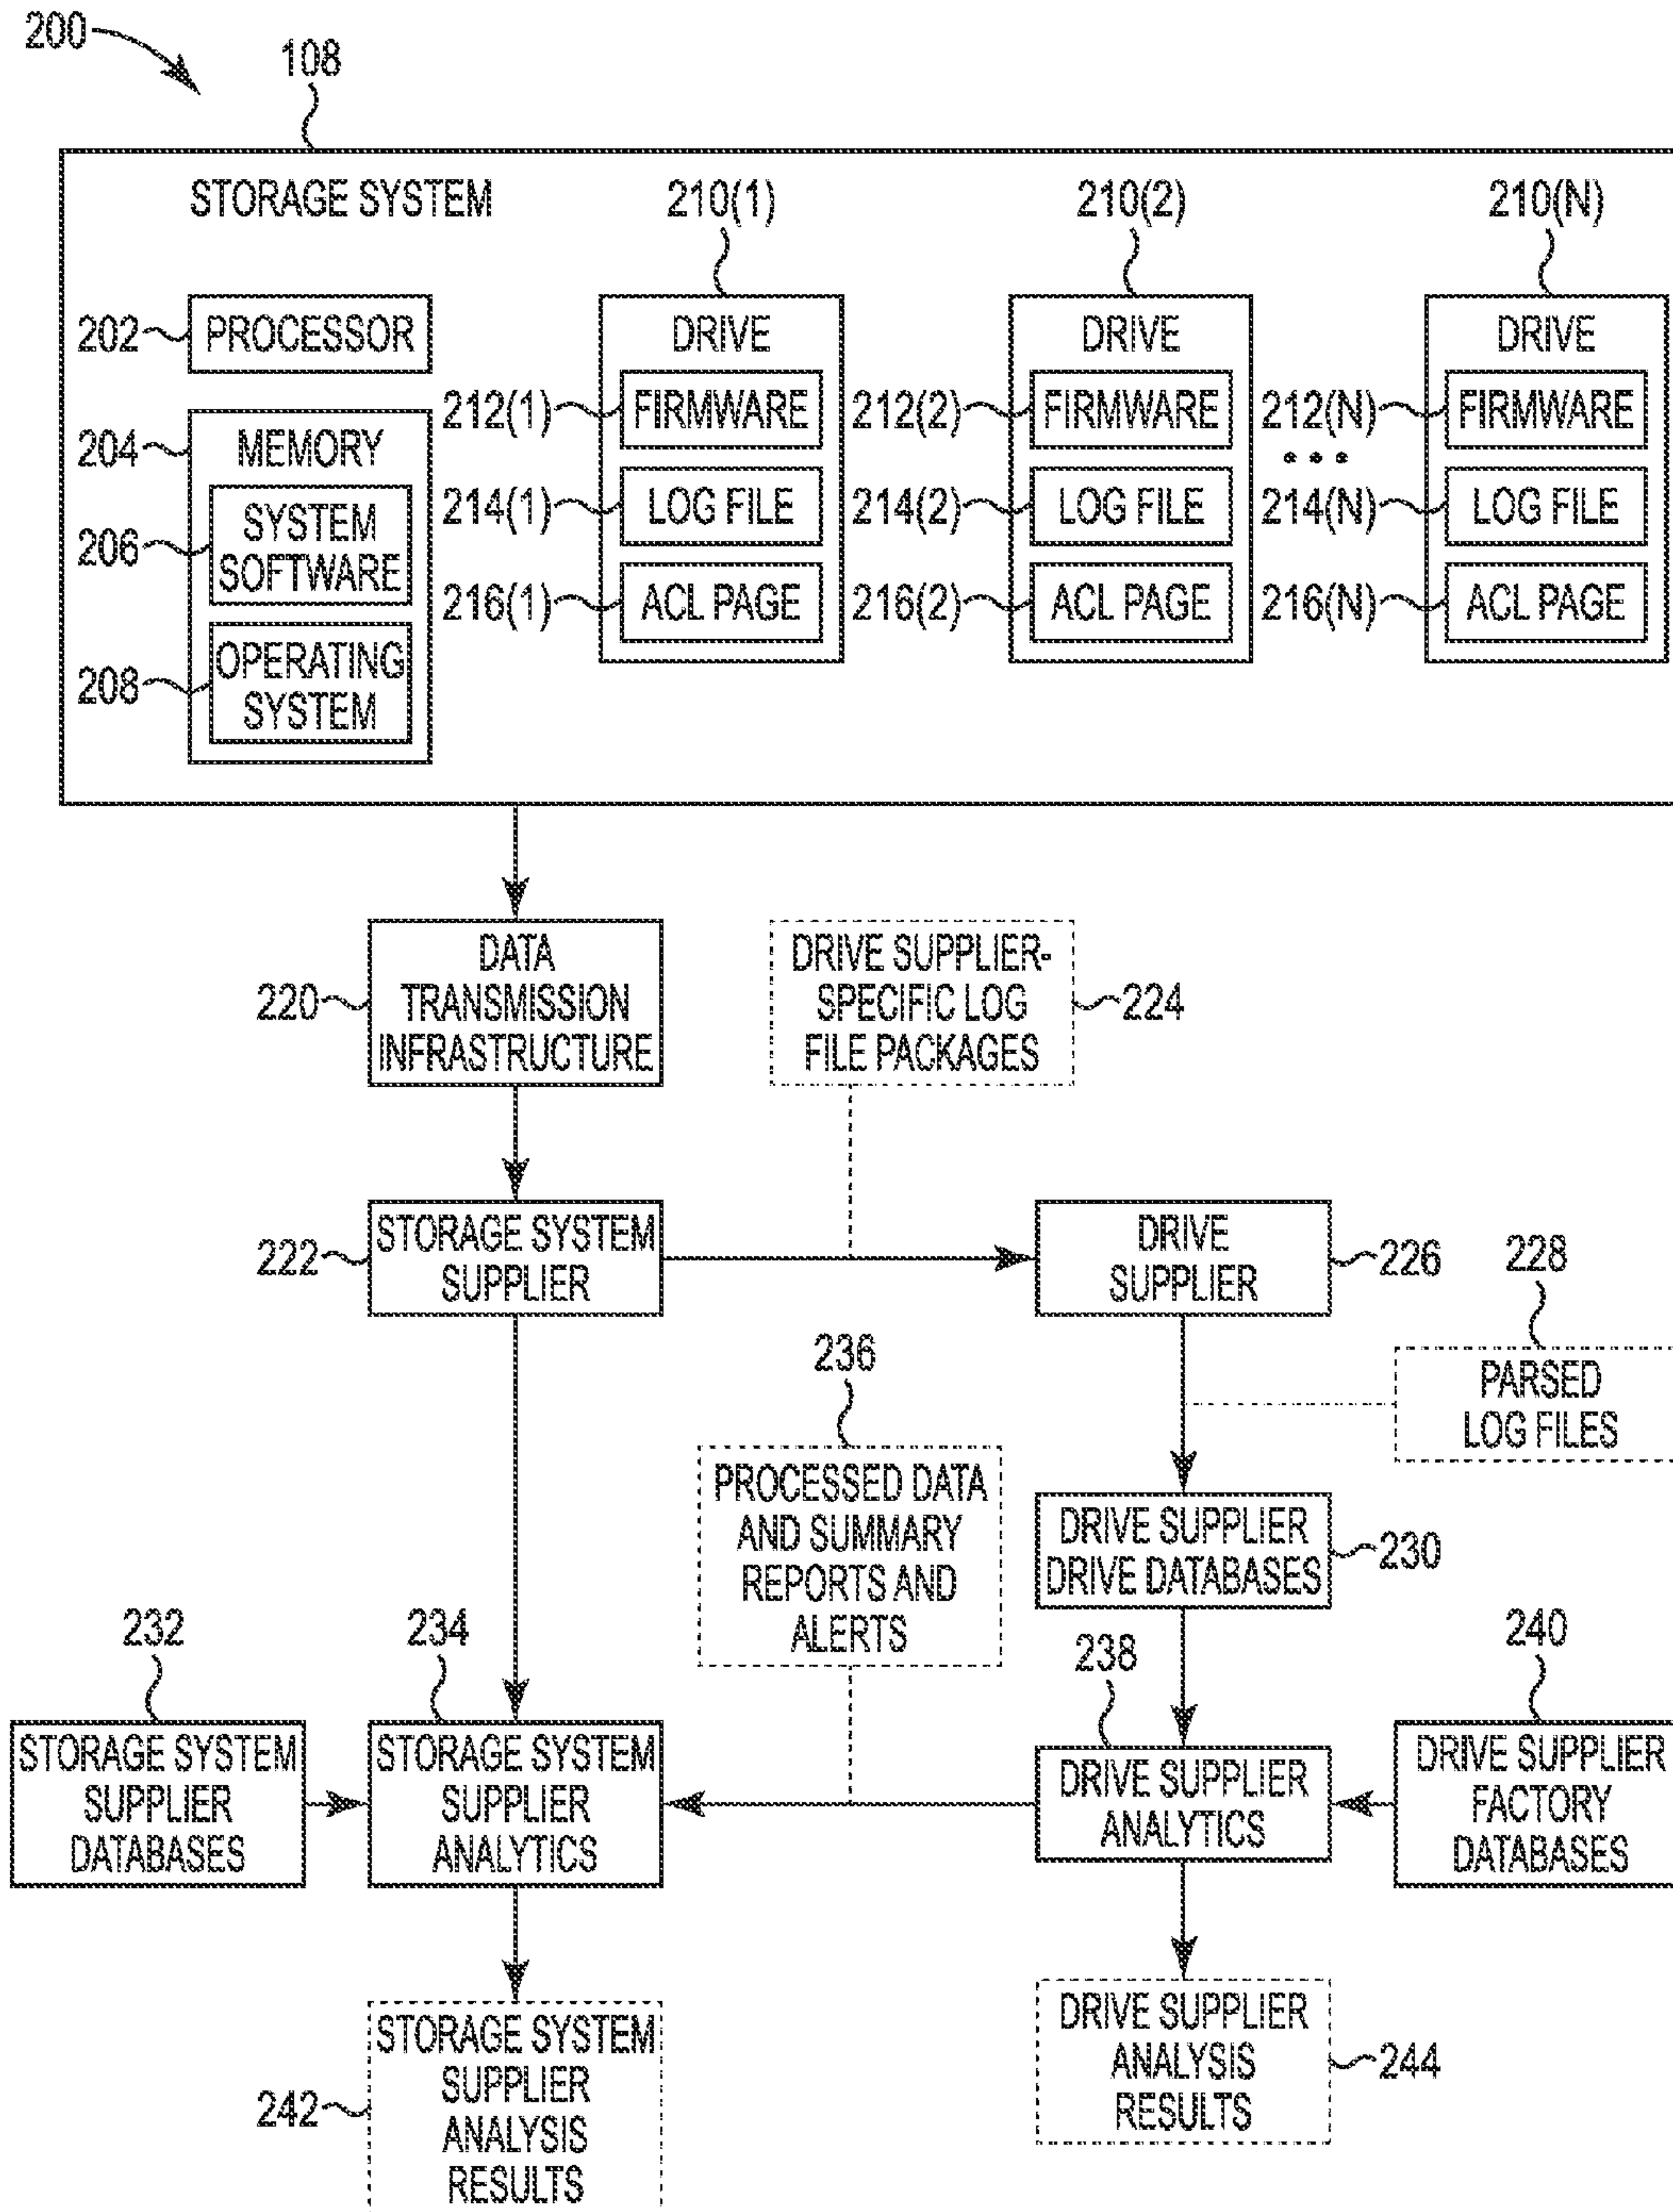 200
108
STORAGE SYSTEM
210(1)
210(2)
210(N)
202
PROCESSOR
DRIVE
DRIVE
DRIVE
212(1)
FIRMWARE
212(2)
FIRMWARE
212(N)
FIRMWARE
204
MEMORY
• • •
206
SYSTEM
SOFTWARE
214(1)
LOG FILE
214(2)
LOG FILE
214(N)
LOG FILE
216(1)
ACL PAGE
216(2)
ACL PAGE
216(N)
ACL PAGE
208
OPERATING
SYSTEM
220
DATA
TRANSMISSION
INFRASTRUCTURE
DRIVE SUPPLIER-
SPECIFIC LOG
FILE PACKAGES
224
222
STORAGE SYSTEM
SUPPLIER
DRIVE
SUPPLIER
226
228
PARSED
LOG FILES
236
PROCESSED DATA
AND SUMMARY
REPORTS AND
ALERTS
DRIVE SUPPLIER
DRIVE DATABASES
230
232
234
238
240
STORAGE SYSTEM
SUPPLIER
DATABASES
STORAGE SYSTEM
SUPPLIER
ANALYTICS
DRIVE SUPPLIER
ANALYTICS
DRIVE SUPPLIER
FACTORY
DATABASES
242
STORAGE SYSTEM
SUPPLIER
ANALYSIS
RESULTS
DRIVE SUPPLIER
ANALYSIS
RESULTS
244